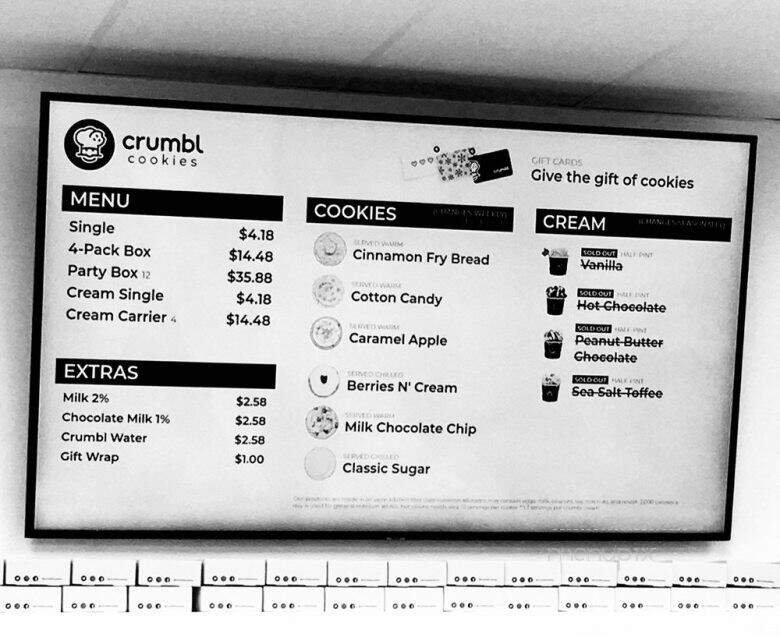 crumbl
cookies
GIFT CARDS
Give the gift of cookies
MENU
Single $4.18
4-Pack Box $14.48
Party Box 12 $35.88
Cream Single $4.18
Cream Carrier 4 $14.48
EXTRAS
Milk 2% $2.58
Chocolate Milk 1% $2.58
Crumbl Water $2.58
Gift Wrap $1.00
COOKIES (CHANGES WEEKLY)
SERVED WARM
Cinnamon Fry Bread
SERVED WARM
Cotton Candy
SERVED WARM
Caramel Apple
SERVED CHILLED
Berries N' Cream
SERVED WARM
Milk Chocolate Chip
SERVED CHILLED
Classic Sugar
CREAM (CHANGES SEASONALLY)
SOLD OUT HALF-PINT
Vanilla
SOLD OUT HALF-PINT
Hot Chocolate
SOLD OUT HALF-PINT
Peanut Butter
Chocolate
SOLD OUT HALF-PINT
Sea Salt Toffee